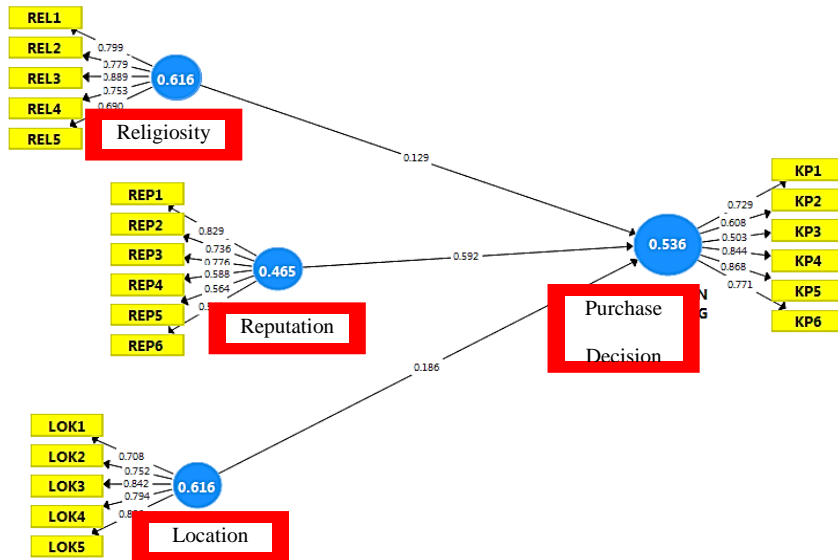 REL1
REL2
REL3
REL4
REL5
0.799
0.779
0.889
0.753
0.690
0.616
Religiosity
0.129
REP1
REP2
REP3
REP4
REP5
REP6
0.829
0.736
0.776
0.588
0.564
0.465
Reputation
0.592
LOK1
LOK2
LOK3
LOK4
LOK5
0.708
0.752
0.842
0.794
0.616
Location
0.186
0.536
Purchase
Decision
N
G
0.729
0.608
0.503
0.844
0.868
0.771
KP1
KP2
KP3
KP4
KP5
KP6